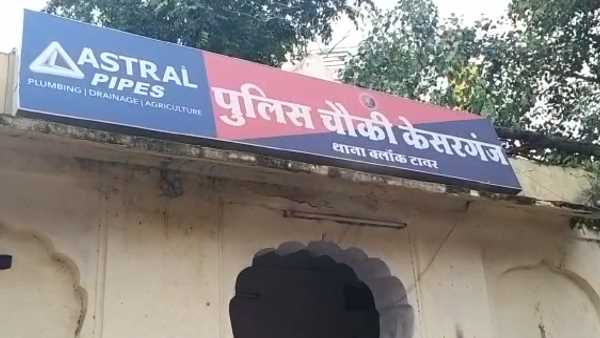 ASTRAL
PIPES
PLUMBING | DRAINAGE | AGRICULTURE
पुलिस चौकी केसरगंज
थाना क्लॉक टावर